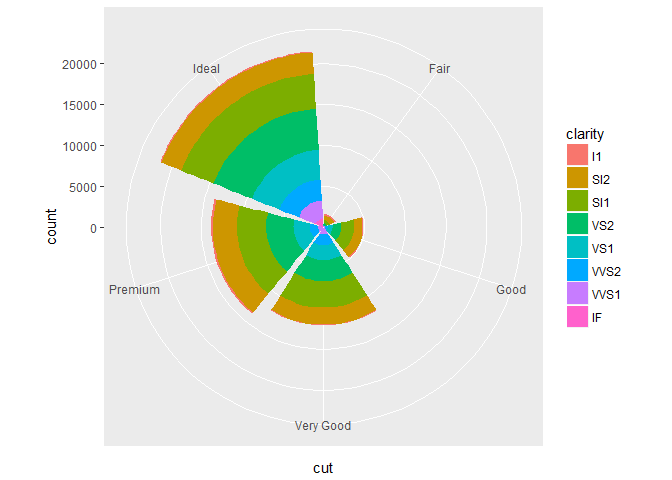 Ideal
Fair
20000
15000
10000
5000
0
count
Premium
Good
Very Good
cut
clarity
I1
SI2
SI1
VS2
VS1
VVS2
VVS1
IF